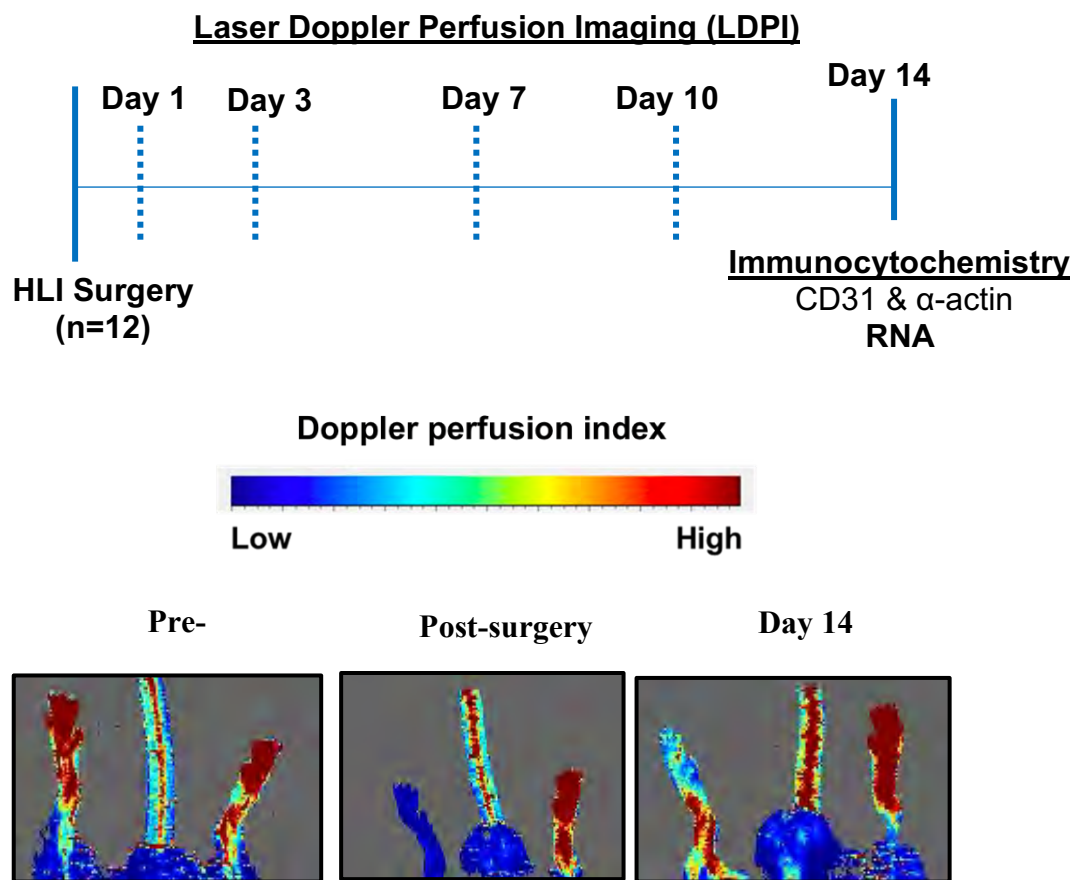 Laser Doppler Perfusion Imaging (LDPI)
Day 1
Day 3
Day 7
Day 10
Day 14
HLI Surgery
(n=12)
Immunocytochemistry
CD31 & α-actin
RNA
Doppler perfusion index
Low
High
Pre-
Post-surgery
Day 14